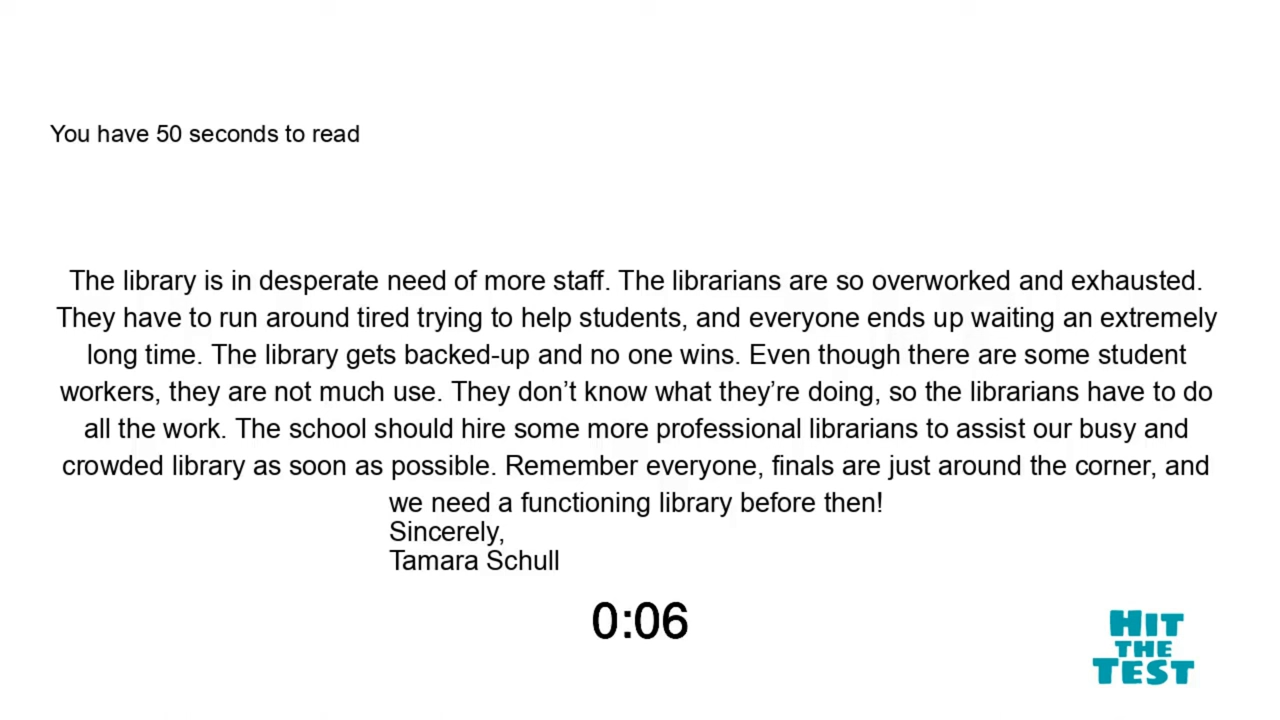 You have 50 seconds to read
The library is in desperate need of more staff. The librarians are so overworked and exhausted.
They have to run around tired trying to help students, and everyone ends up waiting an extremely
long time. The library gets backed-up and no one wins. Even though there are some student
workers, they are not much use. They don’t know what they’re doing, so the librarians have to do
all the work. The school should hire some more professional librarians to assist our busy and
crowded library as soon as possible. Remember everyone, finals are just around the corner, and
we need a functioning library before then!
Sincerely,
Tamara Schull
0:06
HIT
THE
TEST